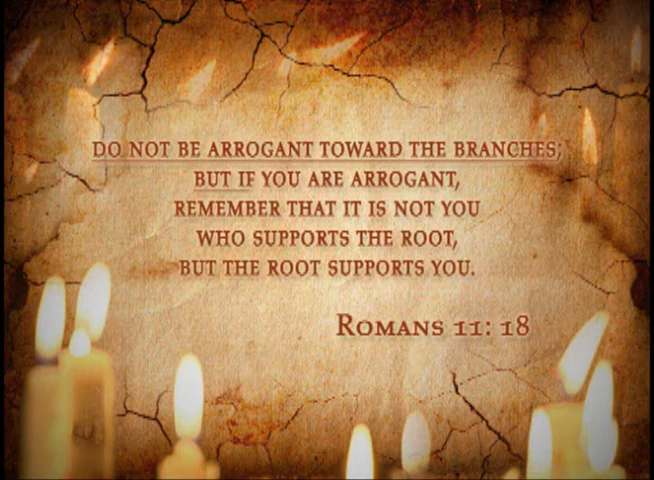 DO NOT BE ARROGANT TOWARD THE BRANCHES;
BUT IF YOU ARE ARROGANT,
REMEMBER THAT IT IS NOT YOU
WHO SUPPORTS THE ROOT,
BUT THE ROOT SUPPORTS YOU.
ROMANS 11: 18